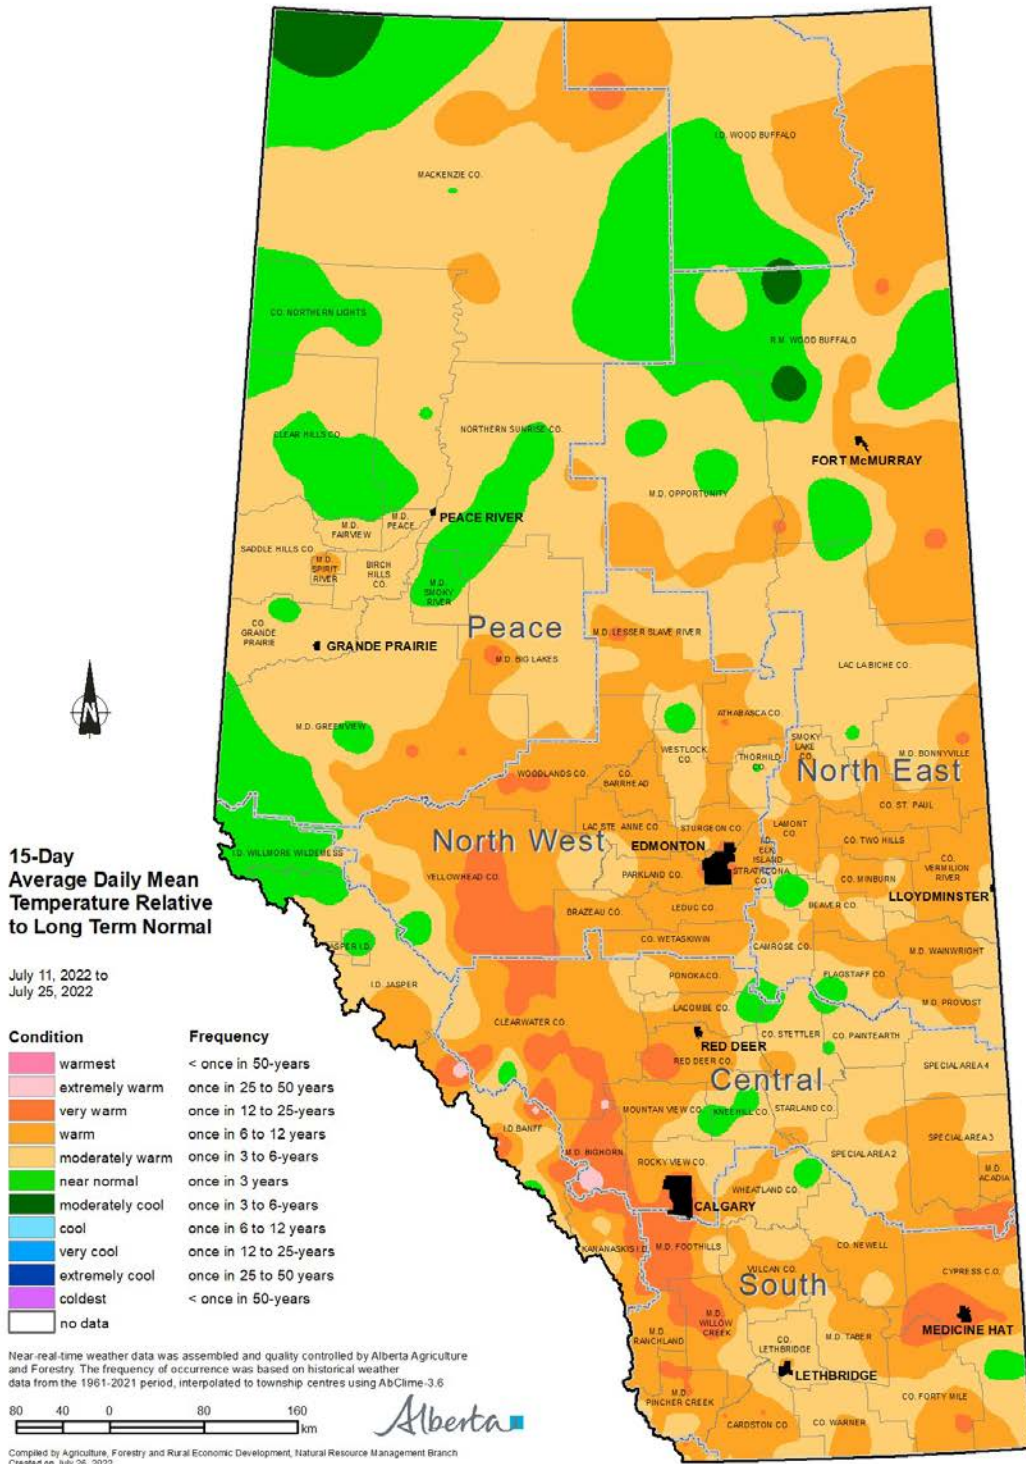 I.D. WOOD BUFFALO
MACKENZIE CO.
CO. NORTHERN LIGHTS
R.M. WOOD BUFFALO
CLEAR HILLS CO.
NORTHERN SUNRISE CO.
FORT McMURRAY
M.D. OPPORTUNITY
PEACE RIVER
M.D.
PEACE
M.D.
FAIRVIEW
SADDLE HILLS CO.
M.D.
SPIRIT
RIVER
BIRCH
HILLS
CO.
M.D.
SMOKY
RIVER
CO
GRANDE
PRAIRIE
GRANDE PRAIRIE
Peace
M.D. LESSER SLAVE RIVER
M.D. BIG LAKES
LAC LA BICHE CO.
N
M.D. GREENVIEW
ATHABASCA CO.
WESTLOCK
CO.
THORHILD
CO.
SMOKY
LAKE
CO.
M.D. BONNYVILLE
North East
WOODLANDS CO.
CO.
BARRHEAD
CO. ST. PAUL
North West
LAC STE. ANNE CO.
STURGEON CO.
LAMONT
CO.
CO. TWO HILLS
EDMONTON
I.D.
ELK
ISLAND
STRATHCONA
CO.
I.D. WILLMORE WILDERNESS
YELLOWHEAD CO.
PARKLAND CO.
CO. MINBURN
CO.
VERMILION
RIVER
LLOYDMINSTER
BRAZEAU CO.
LEDUC CO.
BEAVER CO.
15-Day
Average Daily Mean
Temperature Relative
to Long Term Normal
July 11, 2022 to
July 25, 2022
JASPER I.D.
I.D. JASPER
CO. WETASKIWIN
CAMROSE CO.
M.D. WAINWRIGHT
PONOKA CO.
FLAGSTAFF CO.
LACOMBE CO.
M.D. PROVOST
CLEARWATER CO.
RED DEER
CO. STETTLER
CO. PAINTEARTH
RED DEER CO.
SPECIAL AREA 4
Central
MOUNTAN VIEW CO.
KNEEHILL CO.
STARLAND CO.
I.D. BANFF
SPECIAL AREA 3
M.D. BIGHORN
ROCKY VIEW CO.
SPECIAL AREA 2
M.D.
ACADIA
WHEATLAND CO.
CALGARY
KANANASKIS I.D.
M.D. FOOTHILLS
CO. NEWELL
VULCAN CO.
South
CYPRESS C.O.
M.D.
WILLOW
CREEK
M.D.
RANCHLAND
CO.
LETHBRIDGE
M.D. TABER
MEDICINE HAT
LETHBRIDGE
M.D.
PINCHER CREEK
CO. FORTY MILE
CARDSTON CO.
CO. WARNER
Condition Frequency
warmest < once in 50-years
extremely warm once in 25 to 50 years
very warm once in 12 to 25-years
warm once in 6 to 12 years
moderately warm once in 3 to 6-years
near normal once in 3 years
moderately cool once in 3 to 6-years
cool once in 6 to 12 years
very cool once in 12 to 25-years
extremely cool once in 25 to 50 years
coldest < once in 50-years
no data
Near-real-time weather data was assembled and quality controlled by Alberta Agriculture
and Forestry. The frequency of occurrence was based on historical weather
data from the 1961-2021 period, interpolated to township centres using AbClime-3.6
80 40 0 80 160
km
Alberta
Compiled by Agriculture, Forestry and Rural Economic Development, Natural Resource Management Branch
Created on July 26, 2022